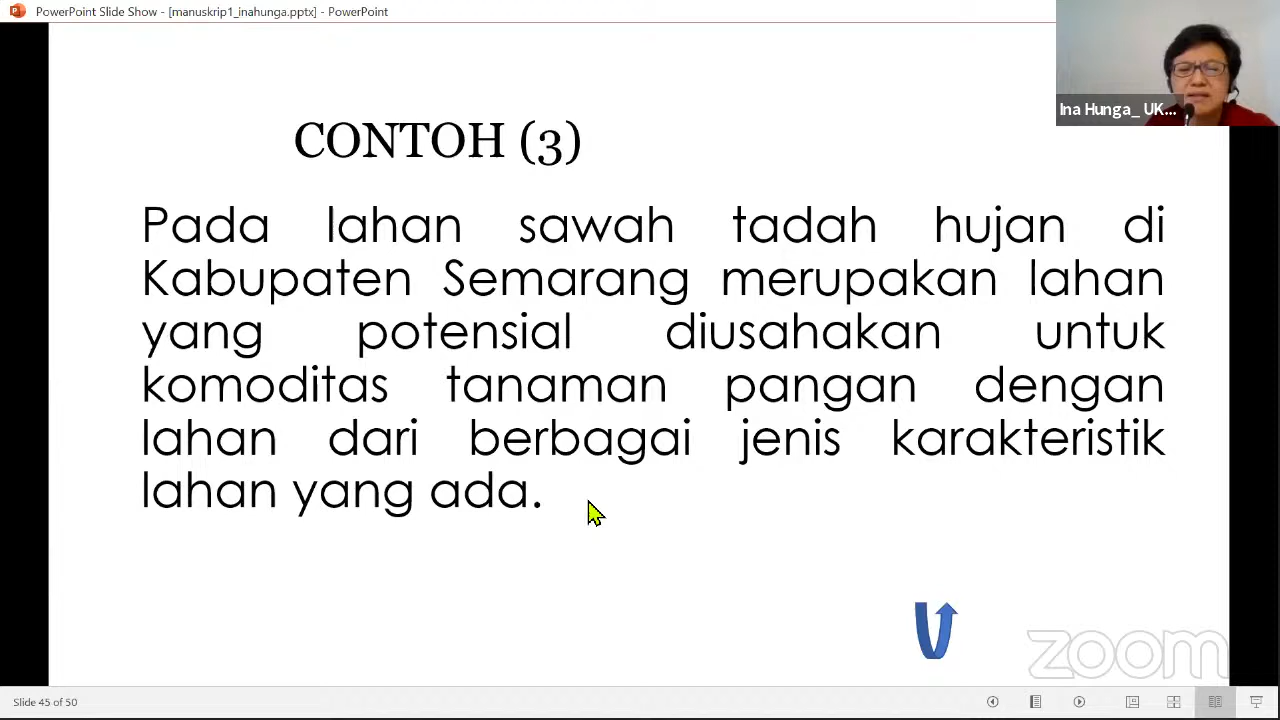 PowerPoint Slide Show - [manuskrip1_inahunga.pptx] - PowerPoint
Ina Hunga_ UK...
CONTOH (3)
Pada lahan sawah tadah hujan di
Kabupaten Semarang merupakan lahan
yang potensial diusahakan untuk
komoditas tanaman pangan dengan
lahan dari berbagai jenis karakteristik
lahan yang ada.
zoom
Slide 45 of 50